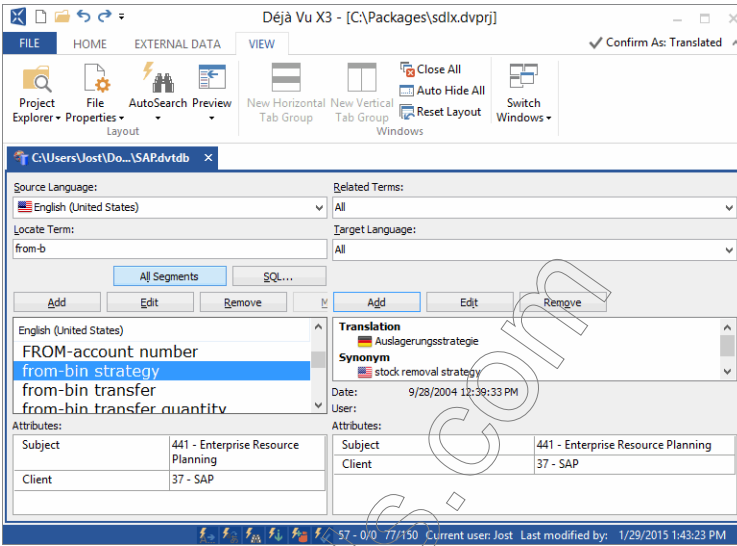 Déjà Vu X3 - [C:\Packages\sdlx.dvprj]
FILE HOME EXTERNAL DATA VIEW Confirm As: Translated
Project Explorer File Properties AutoSearch Preview New Horizontal Tab Group New Vertical Tab Group Close All Auto Hide All Reset Layout Switch Windows
Layout Windows
C:\Users\Jost\Do...\SAP.dvtdb ×
Source Language: Related Terms:
English (United States) All
Locate Term: Target Language:
from-b All
All Segments SQL...
Add Edit Remove M Add Edit Remove
English (United States)
FROM-account number
from-bin strategy
from-bin transfer
from-bin transfer quantity
Translation
Auslagerungsstrategie
Synonym
stock removal strategy
Date: 9/28/2004 12:39:33 PM
User:
Attributes: Attributes:
Subject 441 - Enterprise Resource Planning
Client 37 - SAP
Subject 441 - Enterprise Resource Planning
Client 37 - SAP
57 - 0/0 77/150 Current user: Jost Last modified by: 1/29/2015 1:43:23 PM
s.com